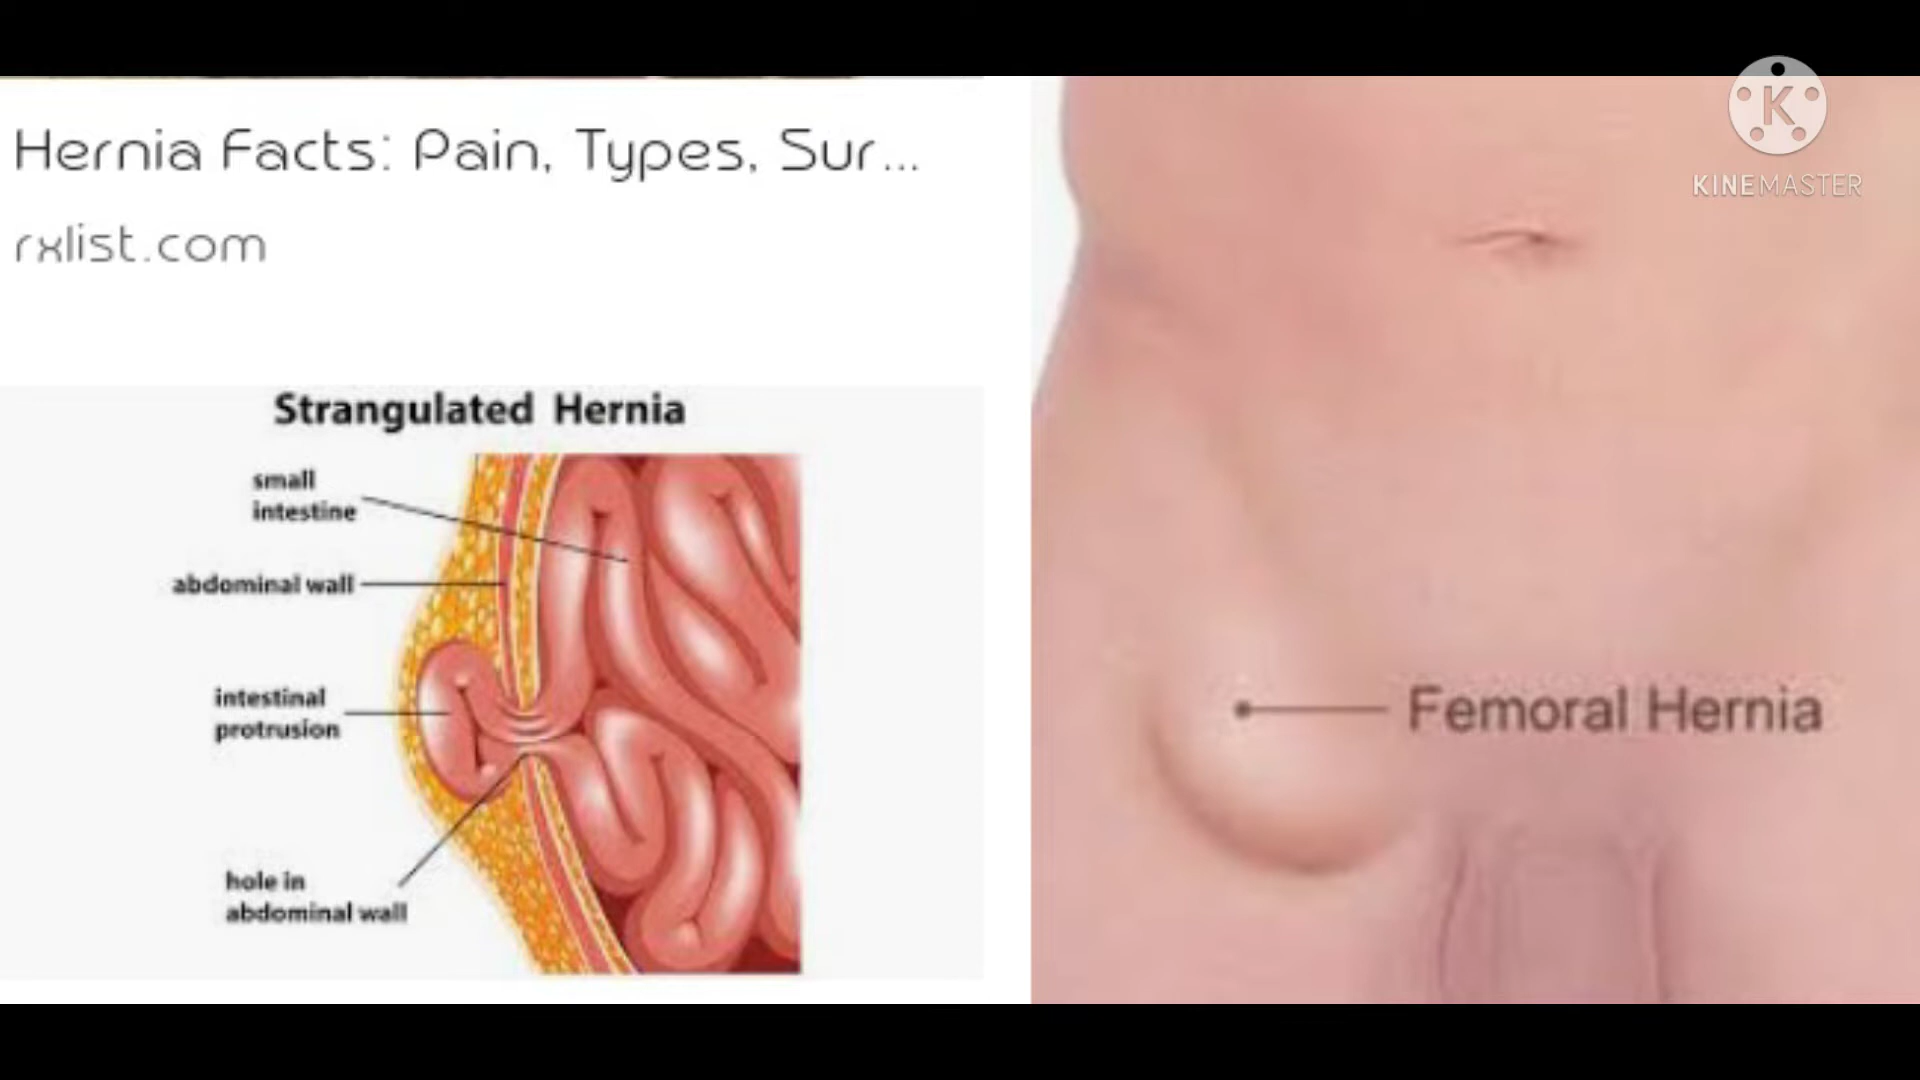 Hernia Facts: Pain, Types, Sur...
rxlist.com
Strangulated Hernia
small
intestine
abdominal wall
intestinal
protrusion
hole in
abdominal wall
K
KINEMASTER
Femoral Hernia